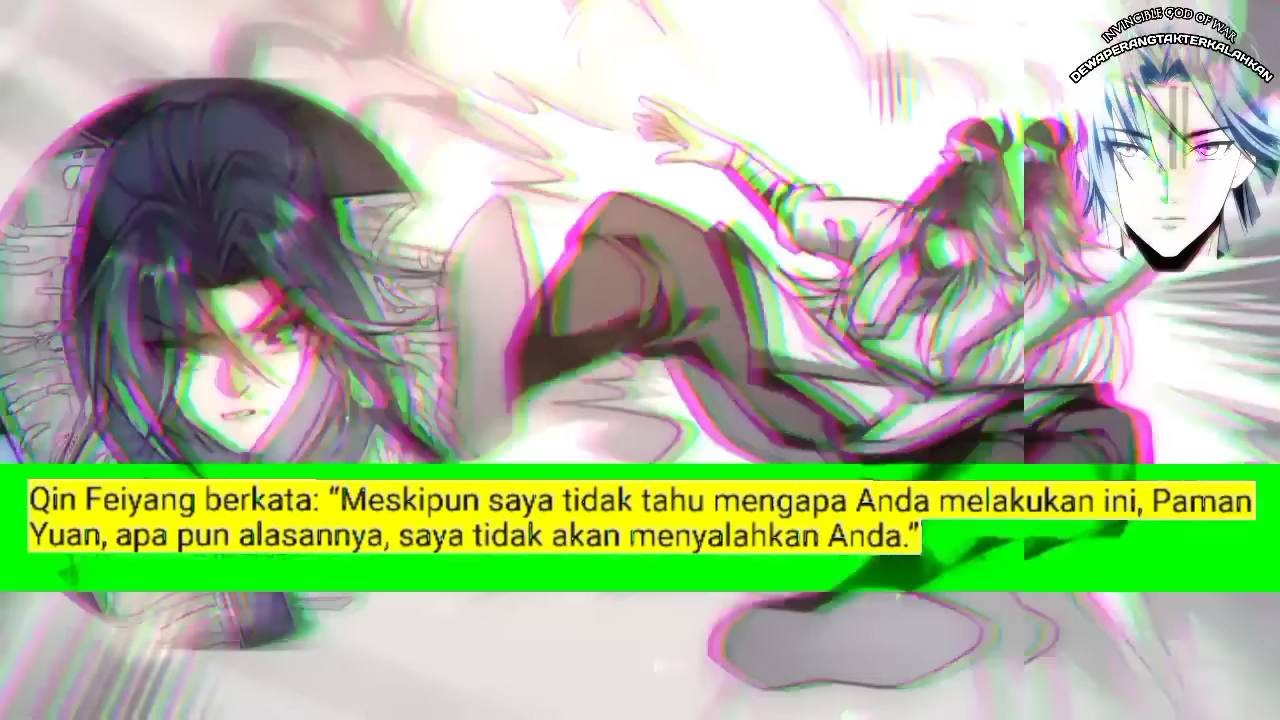 INVINCIBLE GOD OF WAR
DEWAPERANGTAKTERKALAHKAN
Qin Feiyang berkata: “Meskipun saya tidak tahu mengapa Anda melakukan ini, Paman
Yuan, apa pun alasannya, saya tidak akan menyalahkan Anda.”